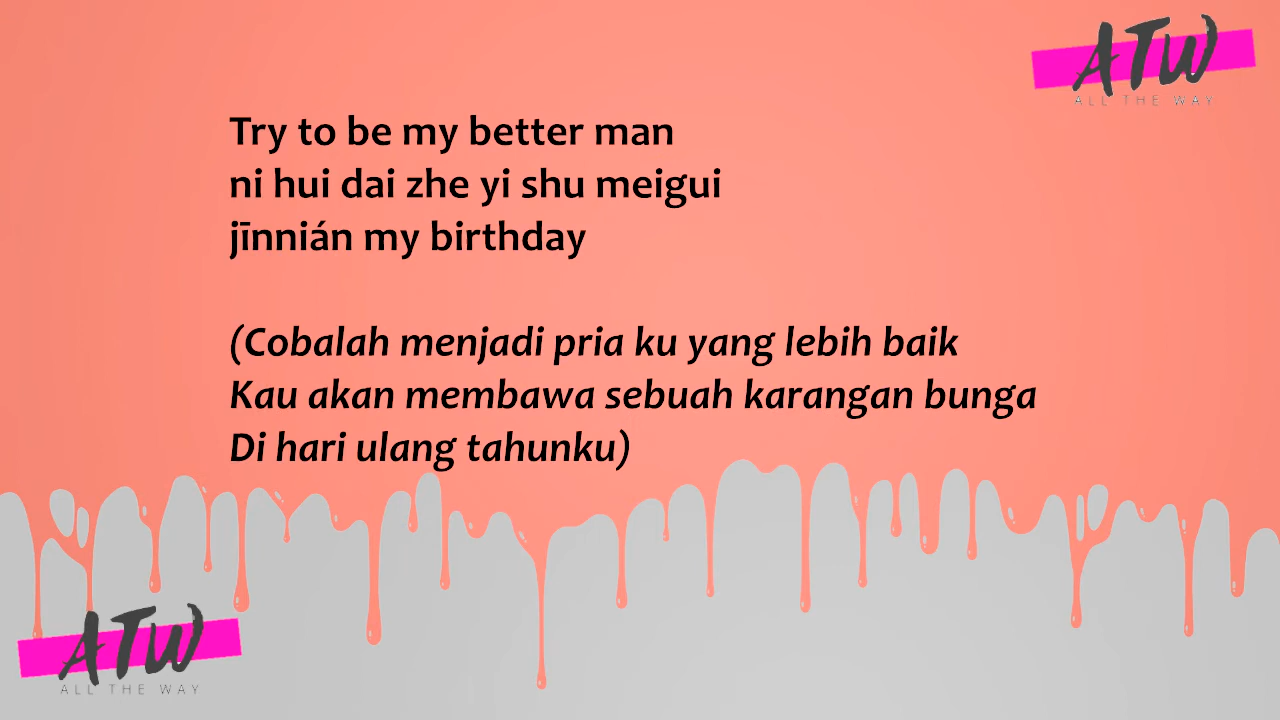 ATW
ALL THE WAY
Try to be my better man
ni hui dai zhe yi shu meigui
jīnnián my birthday
(Cobalah menjadi pria ku yang lebih baik
Kau akan membawa sebuah karangan bunga
Di hari ulang tahunku)
ATW
ALL THE WAY